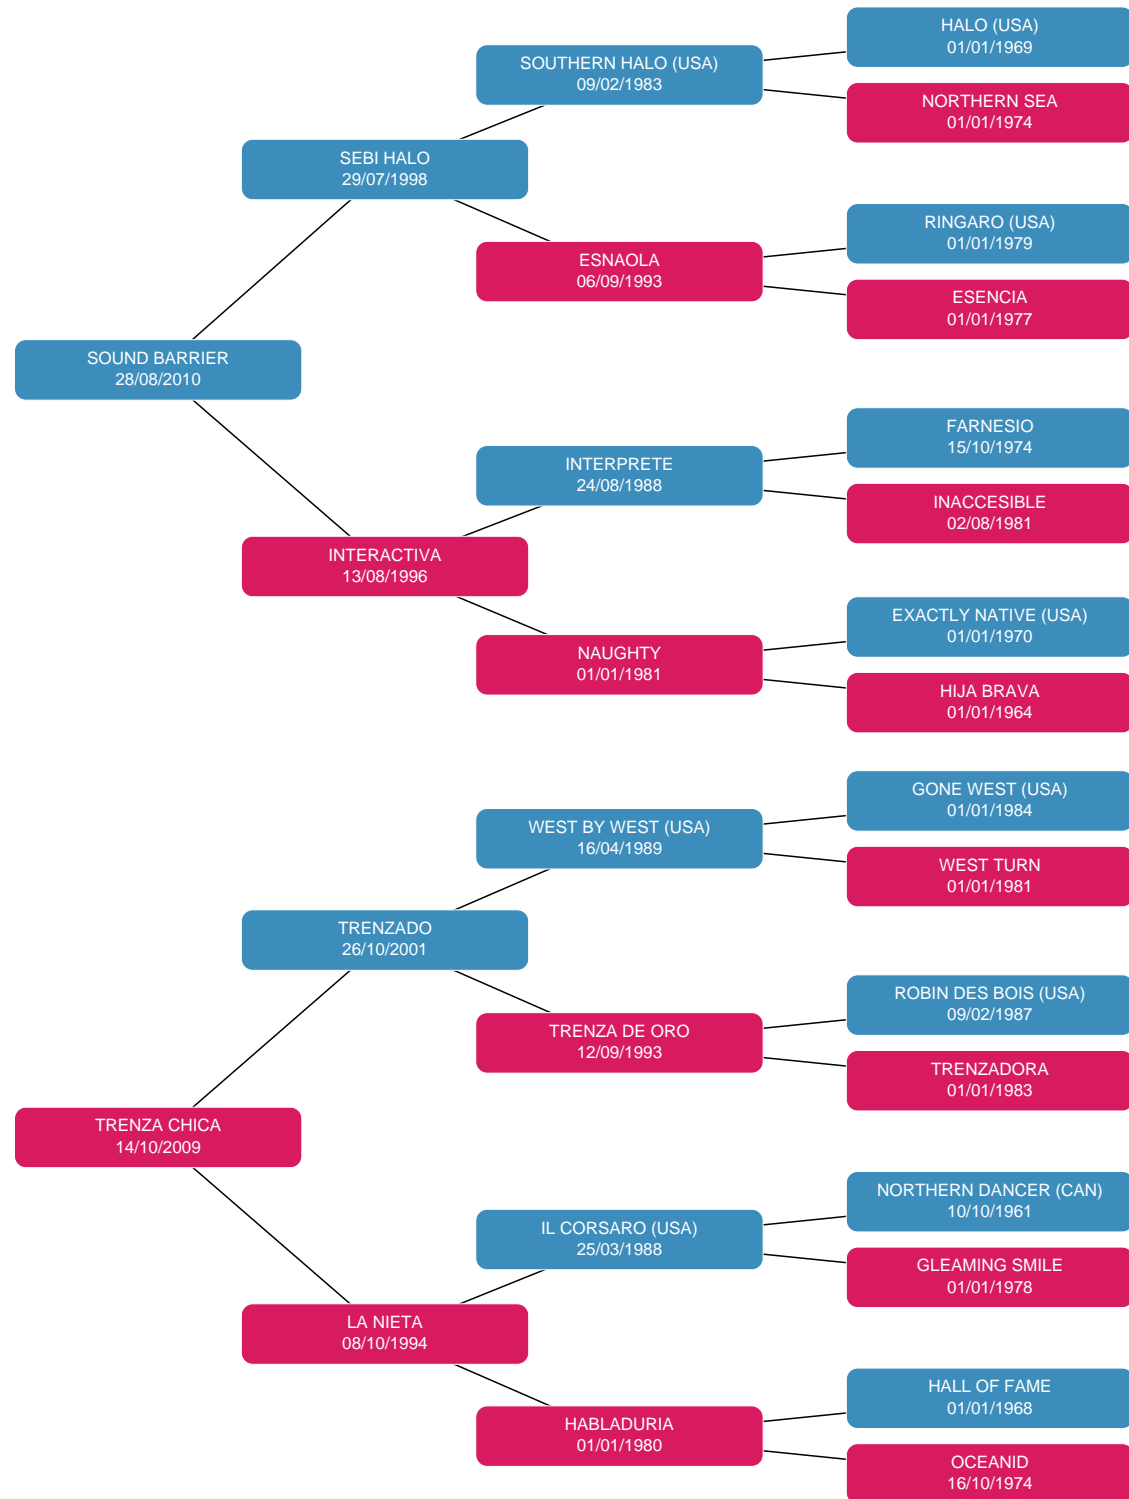 HALO (USA)
01/01/1969
SOUTHERN HALO (USA)
09/02/1983
NORTHERN SEA
01/01/1974
SEBI HALO
29/07/1998
RINGARO (USA)
01/01/1979
ESNAOLA
06/09/1993
ESENCIA
01/01/1977
SOUND BARRIER
28/08/2010
FARNESIO
15/10/1974
INTERPRETE
24/08/1988
INACCESIBLE
02/08/1981
INTERACTIVA
13/08/1996
EXACTLY NATIVE (USA)
01/01/1970
NAUGHTY
01/01/1981
HIJA BRAVA
01/01/1964
GONE WEST (USA)
01/01/1984
WEST BY WEST (USA)
16/04/1989
WEST TURN
01/01/1981
TRENZADO
26/10/2001
ROBIN DES BOIS (USA)
09/02/1987
TRENZA DE ORO
12/09/1993
TRENZADORA
01/01/1983
TRENZA CHICA
14/10/2009
NORTHERN DANCER (CAN)
10/10/1961
IL CORSARO (USA)
25/03/1988
GLEAMING SMILE
01/01/1978
LA NIETA
08/10/1994
HALL OF FAME
01/01/1968
HABLADURIA
01/01/1980
OCEANID
16/10/1974